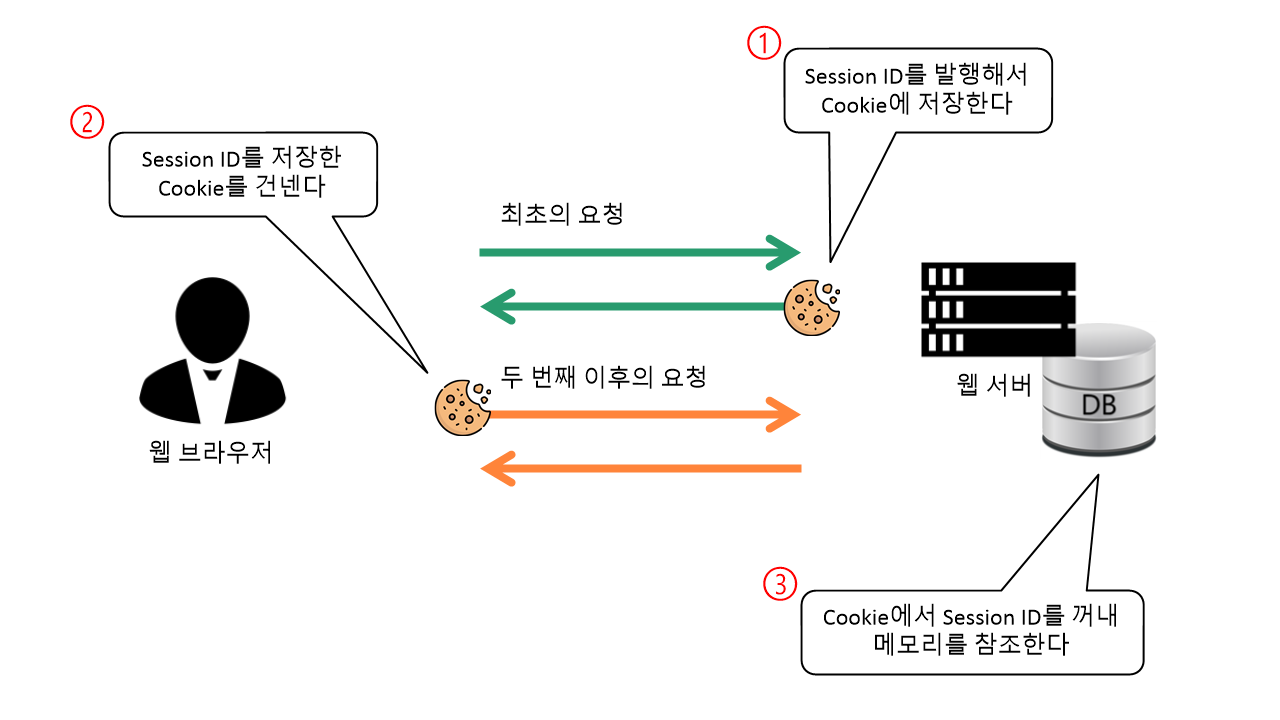 ①
Session ID를 발행해서
Cookie에 저장한다
②
Session ID를 저장한
Cookie를 건넨다
최초의 요청
두 번째 이후의 요청
웹 브라우저
웹 서버
DB
③
Cookie에서 Session ID를 꺼내
메모리를 참조한다